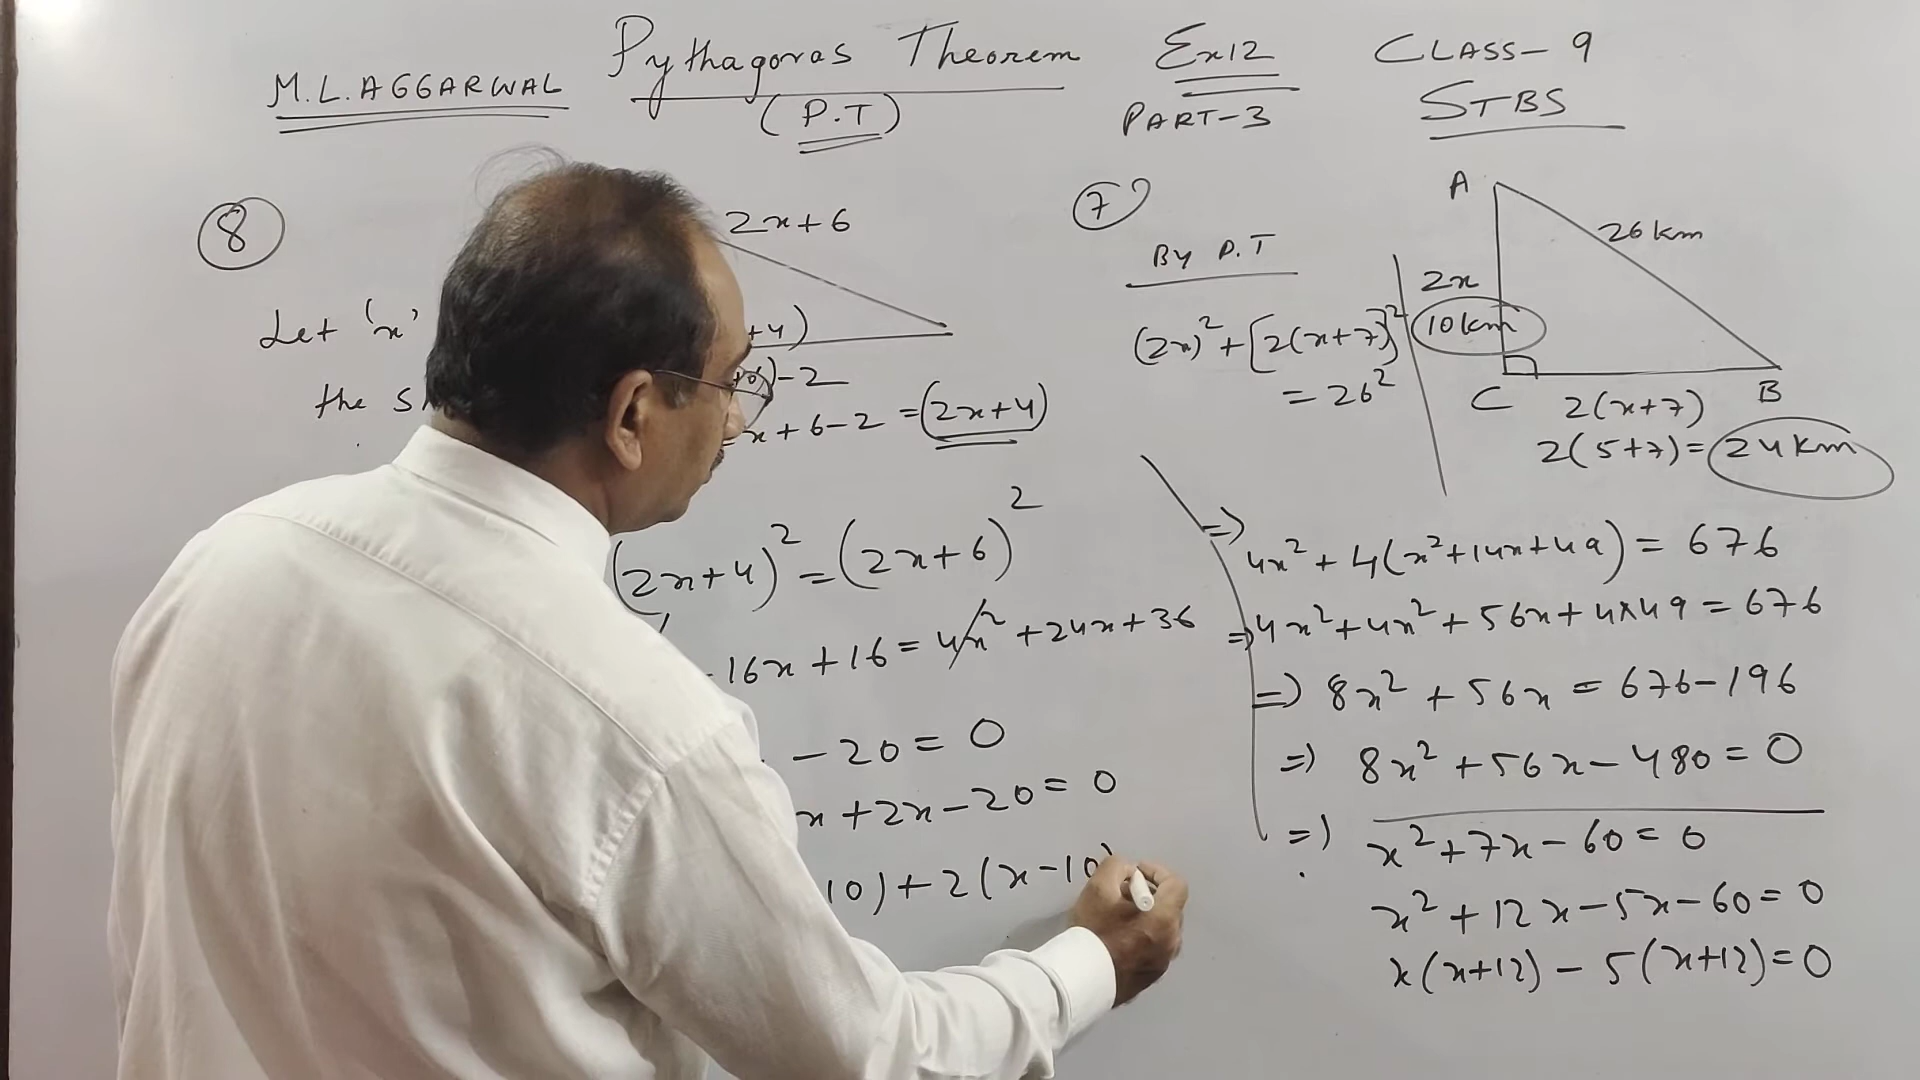 M.L.AGGARWAL Pythagoras Theorem Ex12 CLASS-9
(P.T) PART-3 STBS
8
2x+6
Let 'x'
+4)
the s
)-2
x+6-2 =(2x+4)
(2x+4)² = (2x+6)²
16x+16=4x²+24x+36
-20=0
x+2x-20=0
10)+2(x-10)
7
A
26km
By P.T
2x
(2x)²+[2(x+7)]²
10km
=26²
C
B
2(x+7)
2(5+7)=24km
=) 4x²+4(x²+14x+49)=676
=) 4x²+4x²+56x+4x49=676
=) 8x²+56x=676-196
=) 8x²+56x-480=0
=) x²+7x-60=0
x²+12x-5x-60=0
x(x+12)-5(x+12)=0